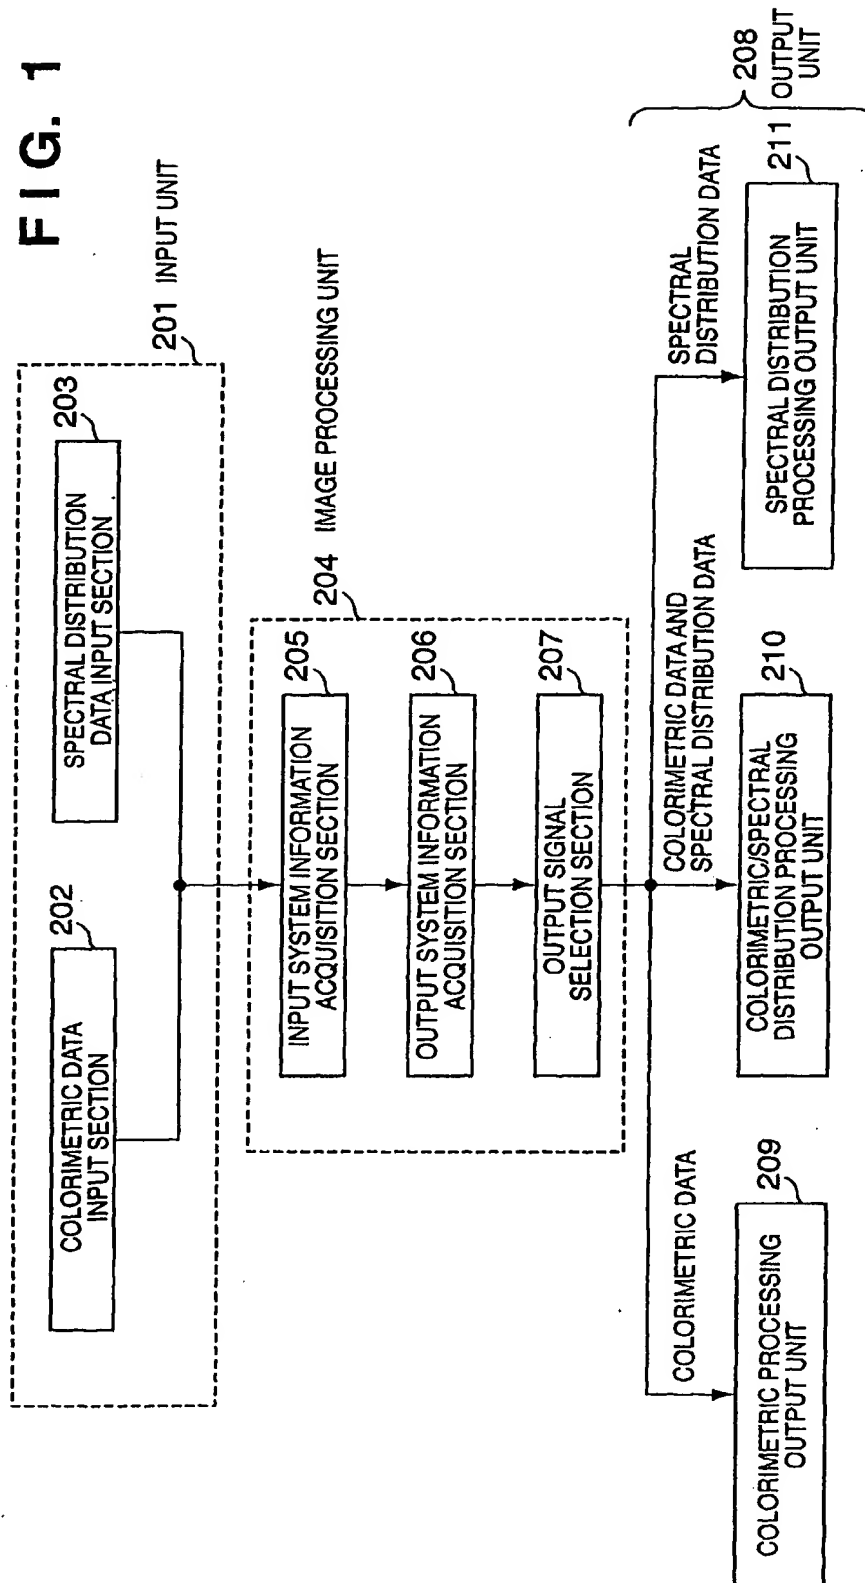 FIG. 1
201 INPUT UNIT
202
COLORIMETRIC DATA
INPUT SECTION
203
SPECTRAL DISTRIBUTION
DATA INPUT SECTION
204 IMAGE PROCESSING UNIT
205
INPUT SYSTEM INFORMATION
ACQUISITION SECTION
206
OUTPUT SYSTEM INFORMATION
ACQUISITION SECTION
207
OUTPUT SIGNAL
SELECTION SECTION
COLORIMETRIC DATA
COLORIMETRIC DATA AND
SPECTRAL DISTRIBUTION DATA
SPECTRAL
DISTRIBUTION DATA
208
OUTPUT
UNIT
209
COLORIMETRIC PROCESSING
OUTPUT UNIT
210
COLORIMETRIC/SPECTRAL
DISTRIBUTION PROCESSING
OUTPUT UNIT
211
SPECTRAL DISTRIBUTION
PROCESSING OUTPUT UNIT